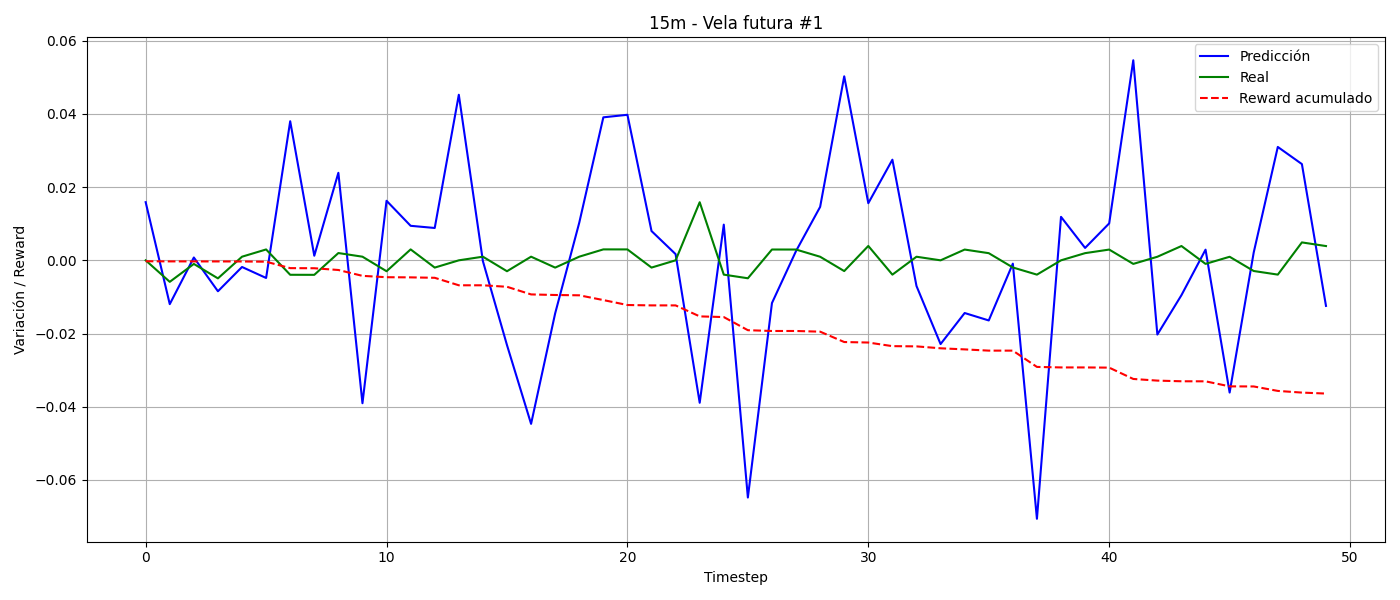 15m - Vela futura #1
Variación / Reward
0.06
0.04
0.02
0.00
−0.02
−0.04
−0.06
Predicción
Real
Reward acumulado
0 10 20 30 40 50
Timestep